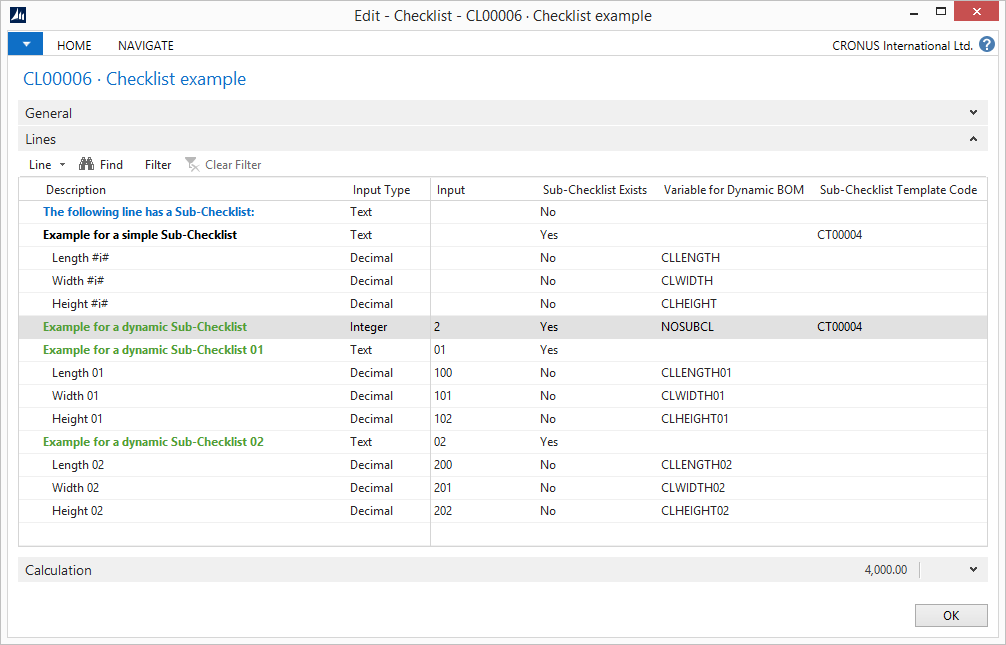 Edit - Checklist - CL00006 · Checklist example
HOME NAVIGATE CRONUS International Ltd. ?
CL00006 · Checklist example
General
Lines
Line Find Filter Clear Filter
Description Input Type Input Sub-Checklist Exists Variable for Dynamic BOM Sub-Checklist Template Code
The following line has a Sub-Checklist: Text No
Example for a simple Sub-Checklist Text Yes CT00004
Length #i# Decimal No CLLENGTH
Width #i# Decimal No CLWIDTH
Height #i# Decimal No CLHEIGHT
Example for a dynamic Sub-Checklist Integer 2 Yes NOSUBCL CT00004
Example for a dynamic Sub-Checklist 01 Text 01 Yes
Length 01 Decimal 100 No CLLENGTH01
Width 01 Decimal 101 No CLWIDTH01
Height 01 Decimal 102 No CLHEIGHT01
Example for a dynamic Sub-Checklist 02 Text 02 Yes
Length 02 Decimal 200 No CLLENGTH02
Width 02 Decimal 201 No CLWIDTH02
Height 02 Decimal 202 No CLHEIGHT02
Calculation 4,000.00
OK